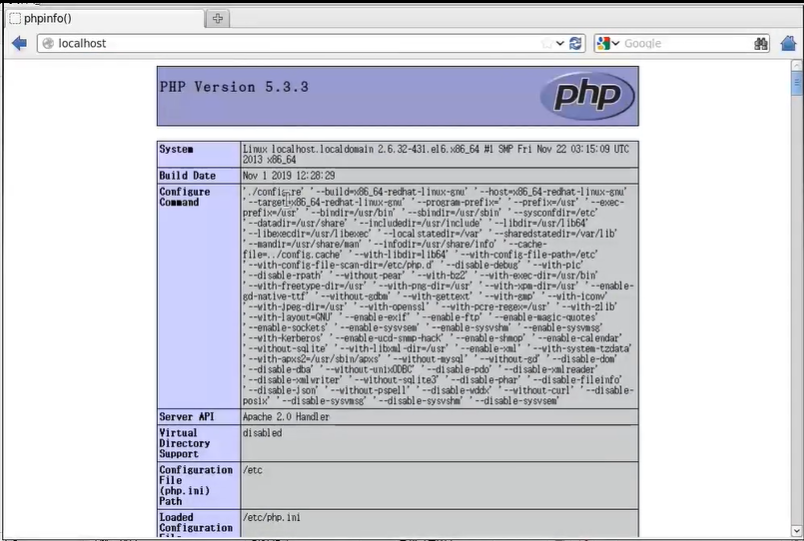 phpinfo()
localhost
Google
PHP Version 5.3.3
php
System
Linux localhost.localdomain 2.6.32-431.el6.x86_64 #1 SMP Fri Nov 22 03:15:09 UTC
2013 x86_64
Build Date
Nov 1 2019 12:28:29
Configure
Command
'./configure' '--build=x86_64-redhat-linux-gnu' '--host=x86_64-redhat-linux-gnu'
'--target=x86_64-redhat-linux-gnu' '--program-prefix=' '--prefix=/usr' '--exec-
prefix=/usr' '--bindir=/usr/bin' '--sbindir=/usr/sbin' '--sysconfdir=/etc'
'--datadir=/usr/share' '--includedir=/usr/include' '--libdir=/usr/lib64'
'--libexecdir=/usr/libexec' '--localstatedir=/var' '--sharedstatedir=/var/lib'
'--mandir=/usr/share/man' '--infodir=/usr/share/info' '--cache-
file=../config.cache' '--with-libdir=lib64' '--with-config-file-path=/etc'
'--with-config-file-scan-dir=/etc/php.d' '--disable-debug' '--with-pic'
'--disable-rpath' '--without-pear' '--with-bz2' '--with-exec-dir=/usr/bin'
'--with-freetype-dir=/usr' '--with-png-dir=/usr' '--with-xpm-dir=/usr' '--enable-
gd-native-ttf' '--without-gdbm' '--with-gettext' '--with-gmp' '--with-iconv'
'--with-jpeg-dir=/usr' '--with-openssl' '--with-pcre-regex=/usr' '--with-zlib'
'--with-layout=GNU' '--enable-exif' '--enable-ftp' '--enable-magic-quotes'
'--enable-sockets' '--enable-sysvsem' '--enable-sysvshm' '--enable-sysvmsg'
'--with-kerberos' '--enable-ucd-snmp-hack' '--enable-shmop' '--enable-calendar'
'--without-sqlite' '--with-libxml-dir=/usr' '--enable-xml' '--with-system-tzdata'
'--with-apxs2=/usr/sbin/apxs' '--without-mysql' '--without-gd' '--disable-dom'
'--disable-dba' '--without-unixODBC' '--disable-pdo' '--disable-xmlreader'
'--disable-xmlwriter' '--without-sqlite3' '--disable-phar' '--disable-fileinfo'
'--disable-json' '--without-pspell' '--disable-wddx' '--without-curl' '--disable-
posix' '--disable-sysvmsg' '--disable-sysvshm' '--disable-sysvsem'
Server API
Apache 2.0 Handler
Virtual
Directory
Support
disabled
Configuration
File
(php.ini)
Path
/etc
Loaded
Configuration
File
/etc/php.ini